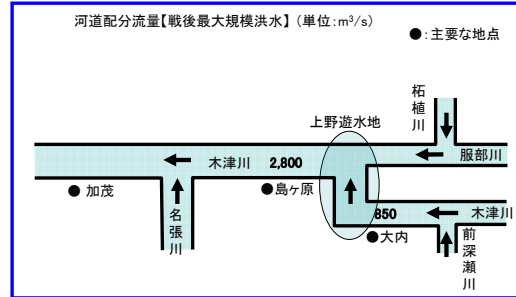 河道配分流量【戦後最大規模洪水】(単位:m³/s)
●:主要な地点
柘植川
上野遊水地
服部川
木津川
2,800
加茂
島ヶ原
名張川
850
木津川
大内
前深瀬川